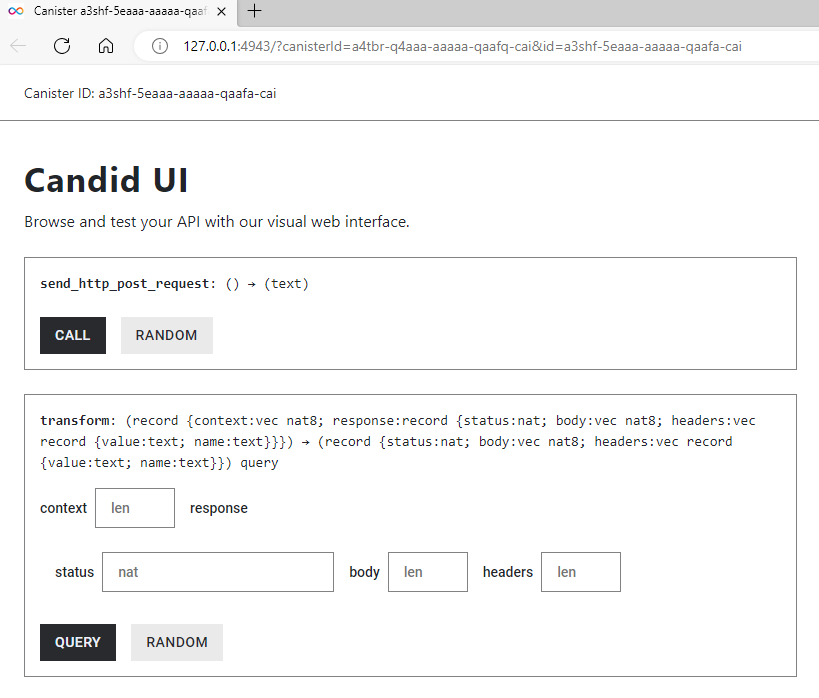 Canister a3shf-5eaaa-aaaaa-qaaf
127.0.0.1:4943/?canisterId=a4tbr-q4aaa-aaaaa-qaafq-cai&id=a3shf-5eaaa-aaaaa-qaafa-cai
Canister ID: a3shf-5eaaa-aaaaa-qaafa-cai
Candid UI
Browse and test your API with our visual web interface.
send_http_post_request: () → (text)
CALL RANDOM
transform: (record {context:vec nat8; response:record {status:nat; body:vec nat8; headers:vec
record {value:text; name:text}}}) → (record {status:nat; body:vec nat8; headers:vec record
{value:text; name:text}}) query
context len response
status nat body len headers len
QUERY RANDOM